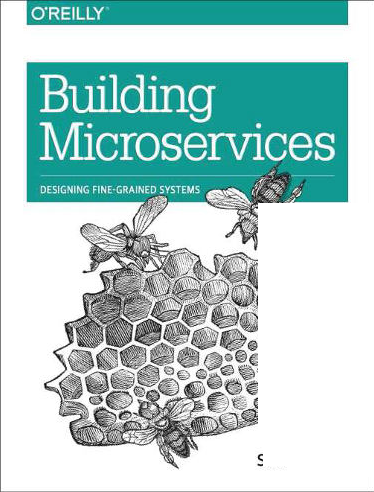 O'REILLY®
Building
Microservices
DESIGNING FINE-GRAINED SYSTEMS